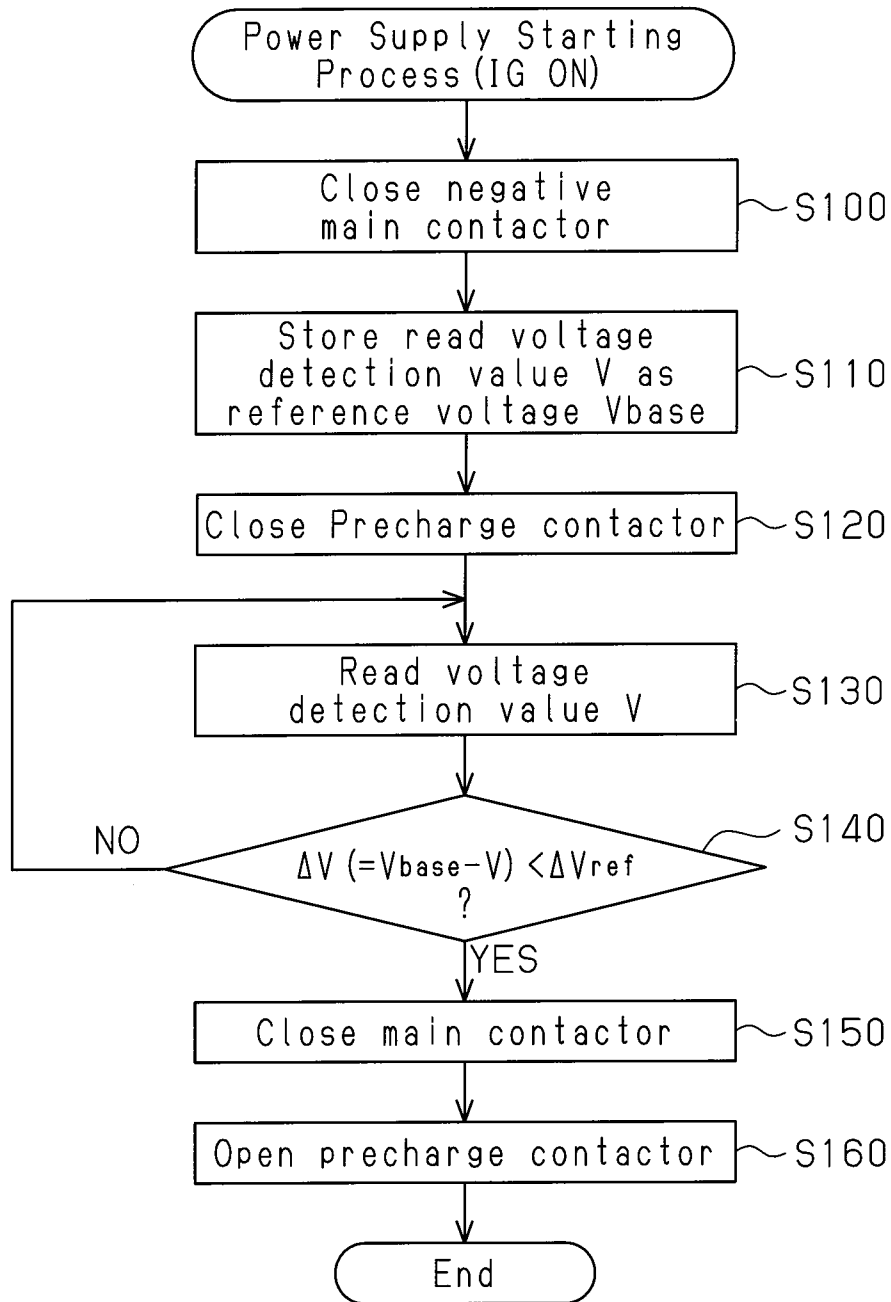 Power Supply Starting
Process (IG ON)
Close negative
main contactor
S100
Store read voltage
detection value V as
reference voltage Vbase
S110
Close Precharge contactor
S120
Read voltage
detection value V
S130
NO
ΔV (=Vbase-V) <ΔVref
?
S140
YES
Close main contactor
S150
Open precharge contactor
S160
End